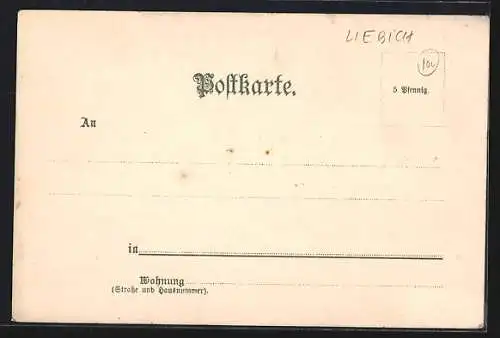 LIEBICH
100
Postkarte.
5 Pfennig.
An
in
Wohnung
(Straße und Hausnummer).